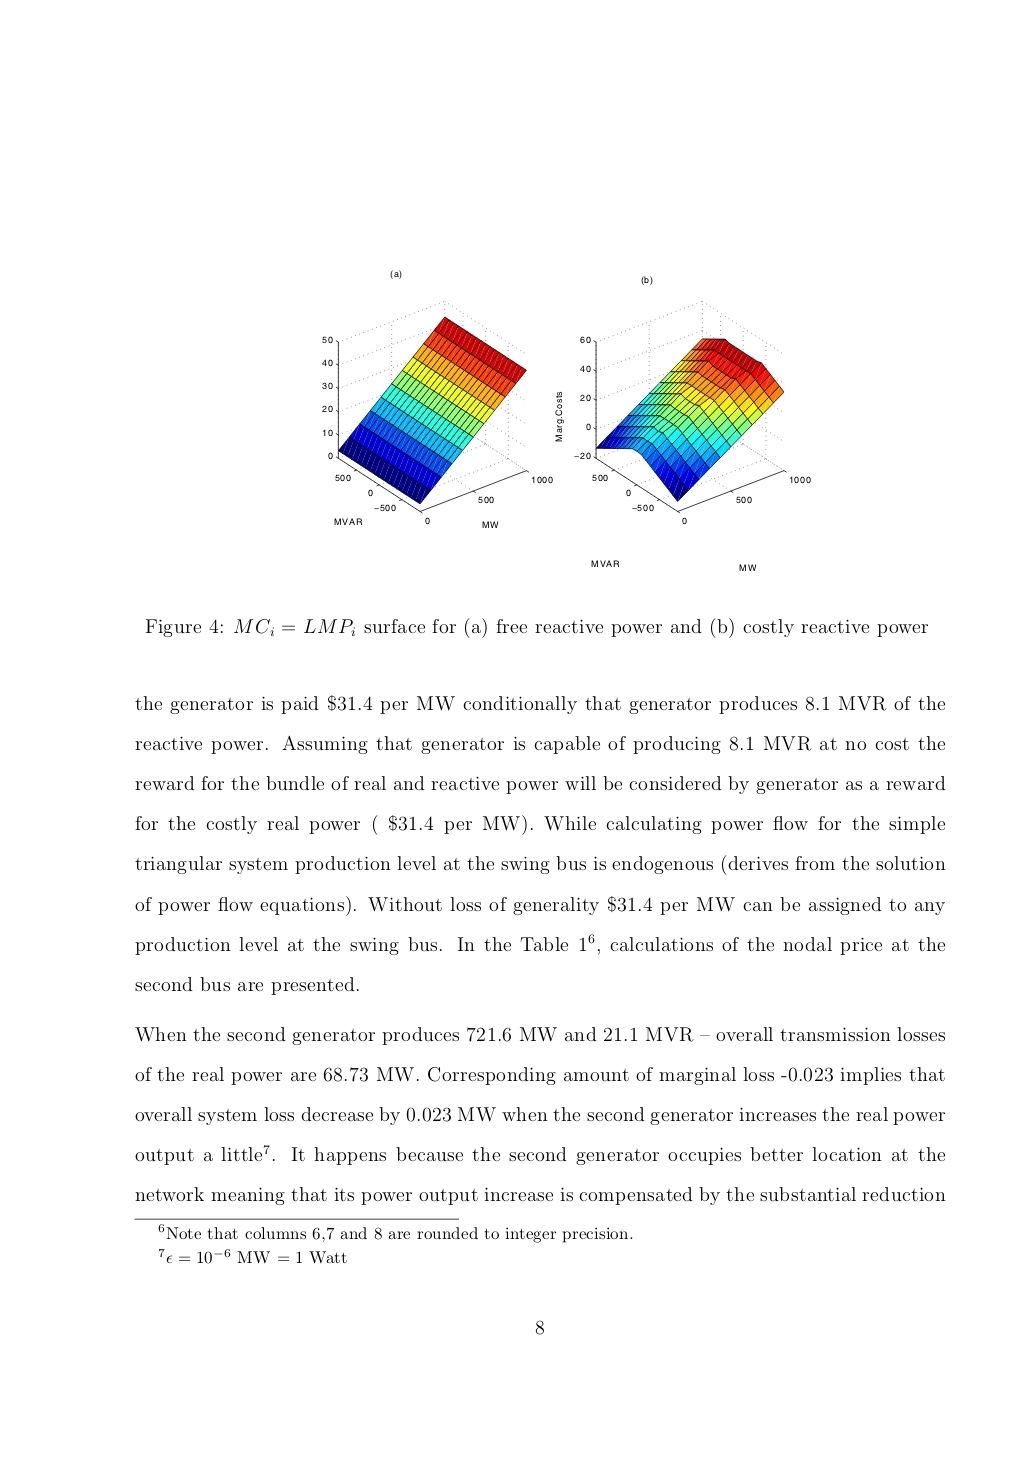 (a)
(b)
50
40
30
20
10
0
500
0
−500
MVAR
0
500
1000
MW
60
40
20
0
−20
Marg.Costs
500
0
−500
MVAR
0
500
1000
MW
Figure 4: MCi = LMPi surface for (a) free reactive power and (b) costly reactive power
the generator is paid $31.4 per MW conditionally that generator produces 8.1 MVR of the
reactive power. Assuming that generator is capable of producing 8.1 MVR at no cost the
reward for the bundle of real and reactive power will be considered by generator as a reward
for the costly real power ( $31.4 per MW). While calculating power flow for the simple
triangular system production level at the swing bus is endogenous (derives from the solution
of power flow equations). Without loss of generality $31.4 per MW can be assigned to any
production level at the swing bus. In the Table 1⁶, calculations of the nodal price at the
second bus are presented.
When the second generator produces 721.6 MW and 21.1 MVR – overall transmission losses
of the real power are 68.73 MW. Corresponding amount of marginal loss -0.023 implies that
overall system loss decrease by 0.023 MW when the second generator increases the real power
output a little⁷. It happens because the second generator occupies better location at the
network meaning that its power output increase is compensated by the substantial reduction
⁶Note that columns 6,7 and 8 are rounded to integer precision.
⁷ϵ = 10⁻⁶ MW = 1 Watt
8